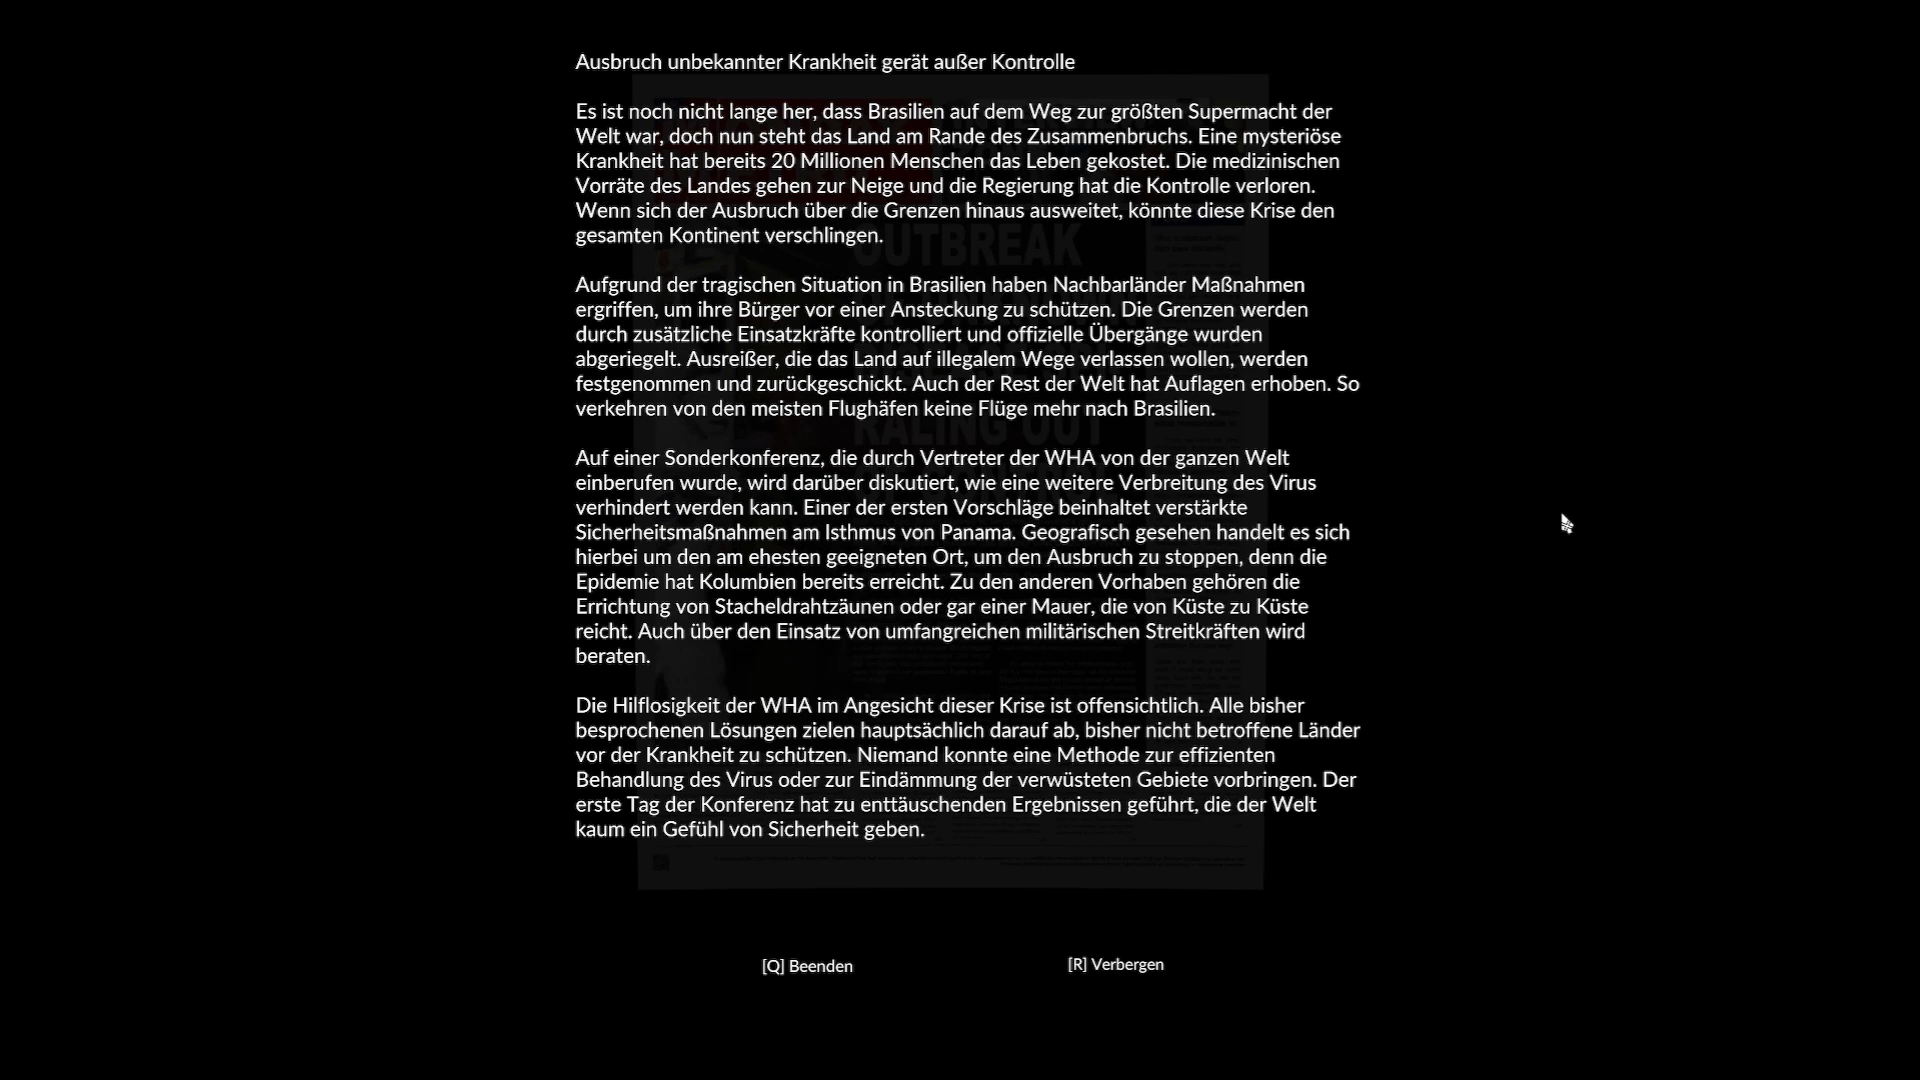 Ausbruch unbekannter Krankheit gerät außer Kontrolle
Es ist noch nicht lange her, dass Brasilien auf dem Weg zur größten Supermacht der
Welt war, doch nun steht das Land am Rande des Zusammenbruchs. Eine mysteriöse
Krankheit hat bereits 20 Millionen Menschen das Leben gekostet. Die medizinischen
Vorräte des Landes gehen zur Neige und die Regierung hat die Kontrolle verloren.
Wenn sich der Ausbruch über die Grenzen hinaus ausweitet, könnte diese Krise den
gesamten Kontinent verschlingen.
Aufgrund der tragischen Situation in Brasilien haben Nachbarländer Maßnahmen
ergriffen, um ihre Bürger vor einer Ansteckung zu schützen. Die Grenzen werden
durch zusätzliche Einsatzkräfte kontrolliert und offizielle Übergänge wurden
abgeriegelt. Ausreißer, die das Land auf illegalem Wege verlassen wollen, werden
festgenommen und zurückgeschickt. Auch der Rest der Welt hat Auflagen erhoben. So
verkehren von den meisten Flughäfen keine Flüge mehr nach Brasilien.
Auf einer Sonderkonferenz, die durch Vertreter der WHA von der ganzen Welt
einberufen wurde, wird darüber diskutiert, wie eine weitere Verbreitung des Virus
verhindert werden kann. Einer der ersten Vorschläge beinhaltet verstärkte
Sicherheitsmaßnahmen am Isthmus von Panama. Geografisch gesehen handelt es sich
hierbei um den am ehesten geeigneten Ort, um den Ausbruch zu stoppen, denn die
Epidemie hat Kolumbien bereits erreicht. Zu den anderen Vorhaben gehören die
Errichtung von Stacheldrahtzäunen oder gar einer Mauer, die von Küste zu Küste
reicht. Auch über den Einsatz von umfangreichen militärischen Streitkräften wird
beraten.
Die Hilflosigkeit der WHA im Angesicht dieser Krise ist offensichtlich. Alle bisher
besprochenen Lösungen zielen hauptsächlich darauf ab, bisher nicht betroffene Länder
vor der Krankheit zu schützen. Niemand konnte eine Methode zur effizienten
Behandlung des Virus oder zur Eindämmung der verwüsteten Gebiete vorbringen. Der
erste Tag der Konferenz hat zu enttäuschenden Ergebnissen geführt, die der Welt
kaum ein Gefühl von Sicherheit geben.
OUTBREAK
RALING OUT
[Q] Beenden
[R] Verbergen